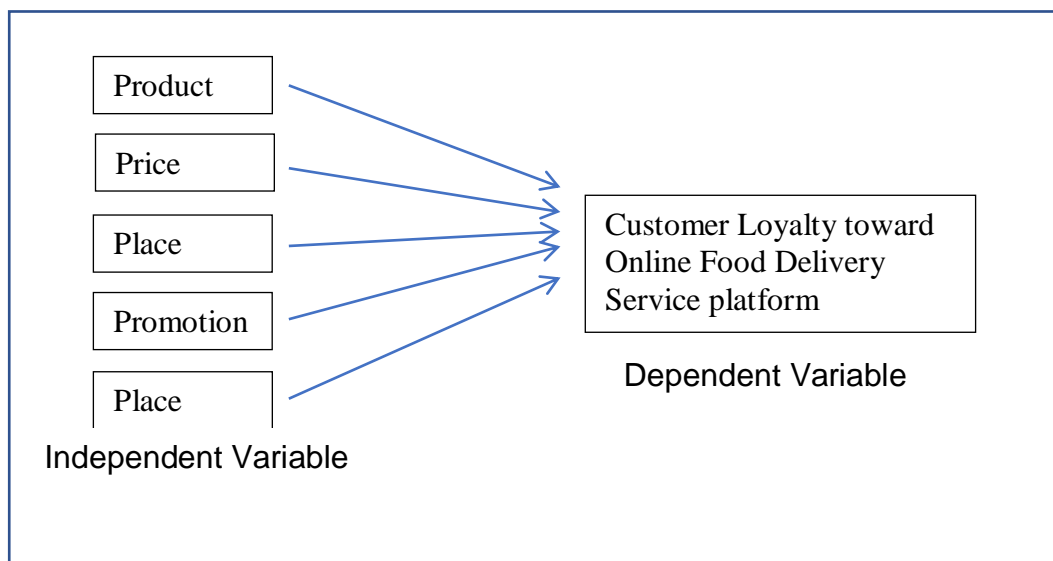 Product
Price
Place
Promotion
Place
Independent Variable
Customer Loyalty toward
Online Food Delivery
Service platform
Dependent Variable